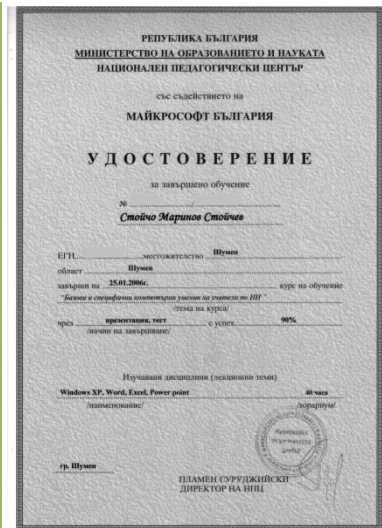 РЕПУБЛИКА БЪЛГАРИЯ
МИНИСТЕРСТВО НА ОБРАЗОВАНИЕТО И НАУКАТА
НАЦИОНАЛЕН ПЕДАГОГИЧЕСКИ ЦЕНТЪР
със съдействието на
МАЙКРОСОФТ БЪЛГАРИЯ
УДОСТОВЕРЕНИЕ
за завършено обучение
№ ........../..........
Стойчо Маринов Стойчев
ЕГН.......... местожителство Шумен
област Шумен
завърши на 25.01.2006г. курс на обучение
"Базови и специфични компютърни умения на учители по НИ"
/тема на курса/
чрез презентация, тест с успех 90%
/начин на завършване/
Изучавани дисциплини (лекционни теми)
Windows XP, Word, Excel, Power point 40 часа
/наименование/ /хорариум/
гр. Шумен
ПЛАМЕН СУРУДЖИЙСКИ
ДИРЕКТОР НА НПЦ